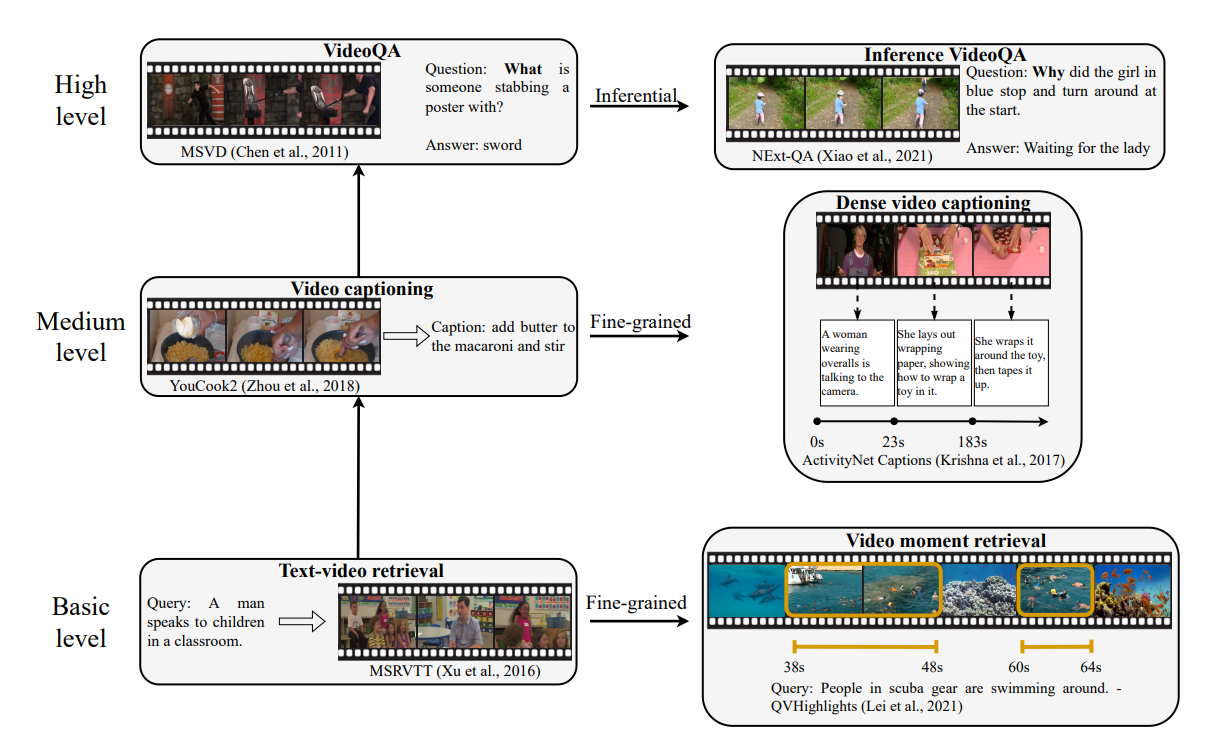 High
level
VideoQA
Question: What is
someone stabbing a
poster with?
Answer: sword
MSVD (Chen et al., 2011)
Inferential
Inference VideoQA
Question: Why did the girl in
blue stop and turn around at
the start.
Answer: Waiting for the lady
NExt-QA (Xiao et al., 2021)
Medium
level
Video captioning
Caption: add butter to
the macaroni and stir
YouCook2 (Zhou et al., 2018)
Fine-grained
Dense video captioning
A woman
wearing
overalls is
talking to the
camera.
She lays out
wrapping
paper, showing
how to wrap a
toy in it.
She wraps it
around the toy,
then tapes it
up.
0s
23s
183s
ActivityNet Captions (Krishna et al., 2017)
Basic
level
Text-video retrieval
Query: A man
speaks to children
in a classroom.
MSRVTT (Xu et al., 2016)
Fine-grained
Video moment retrieval
38s
48s
60s
64s
Query: People in scuba gear are swimming around. -
QVHighlights (Lei et al., 2021)